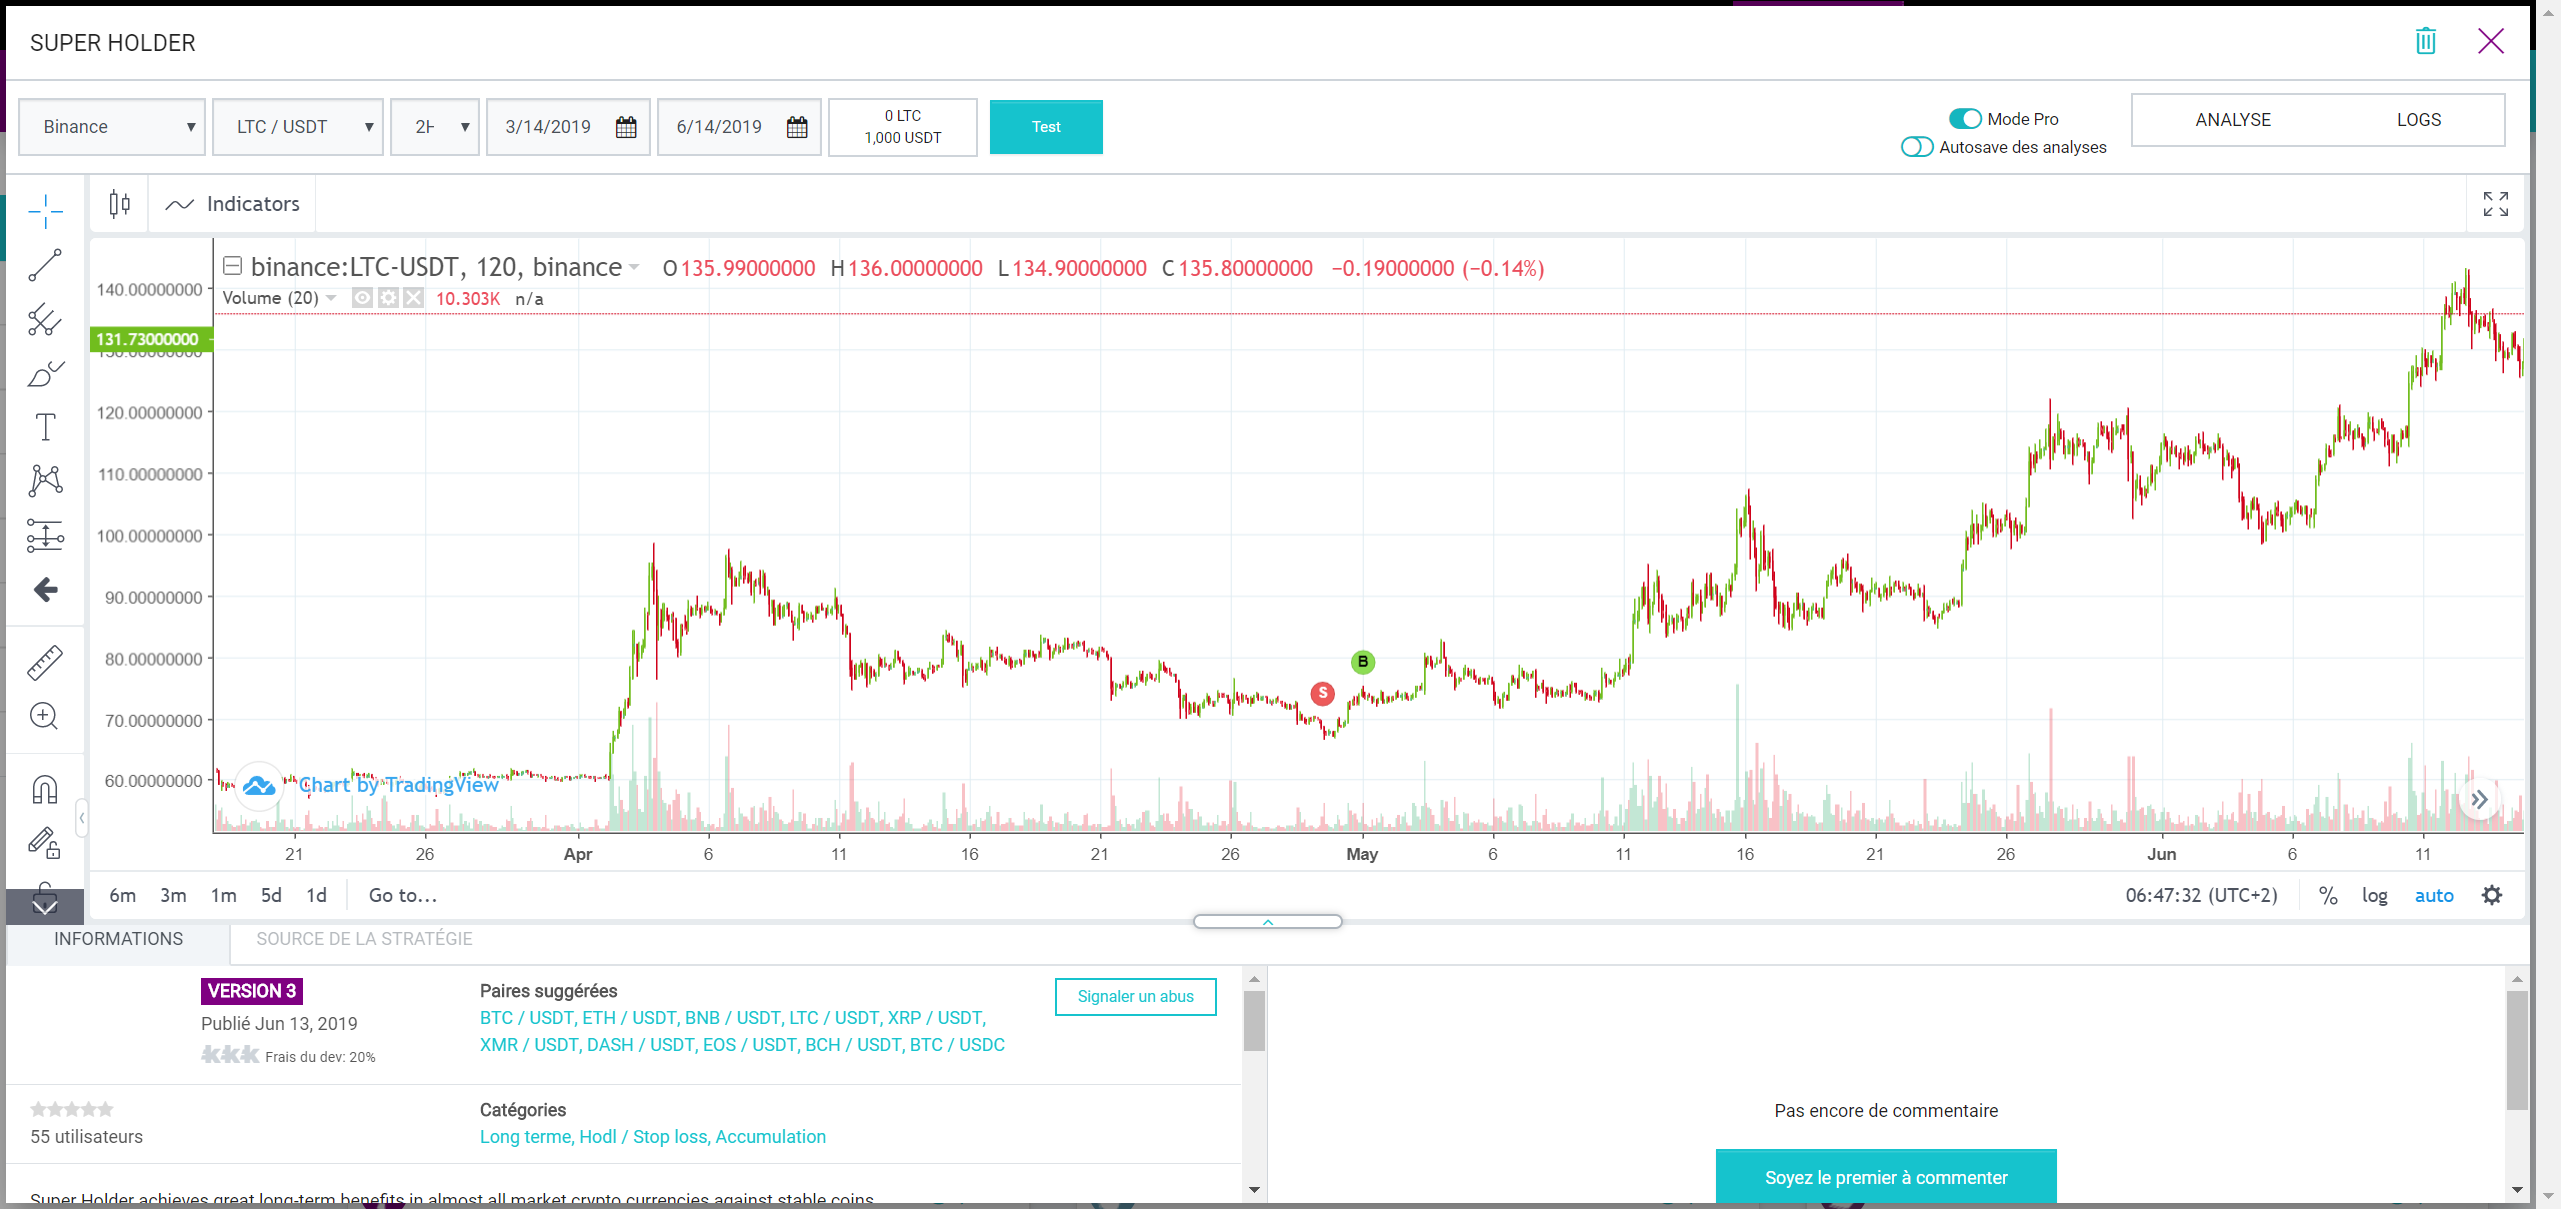 SUPER HOLDER
Binance
LTC / USDT
3/14/2019
6/14/2019
0 LTC
1,000 USDT
Test
Mode Pro
Autosave des analyses
ANALYSE
LOGS
Indicators
binance:LTC-USDT, 120, binance O135.99000000 H136.00000000 L134.90000000 C135.80000000 −0.19000000 (−0.14%)
Volume (20) 10.303K n/a
140.00000000
131.73000000
130.00000000
120.00000000
110.00000000
100.00000000
90.00000000
80.00000000
70.00000000
60.00000000
S
B
Chart by TradingView
21 26 Apr 6 11 16 21 26 May 6 11 16 21 26 Jun 6 11
6m 3m 1m 5d 1d Go to...
06:47:32 (UTC+2) % log auto
INFORMATIONS
SOURCE DE LA STRATÉGIE
VERSION 3
Publié Jun 13, 2019
Frais du dev: 20%
Paires suggérées
BTC / USDT, ETH / USDT, BNB / USDT, LTC / USDT, XRP / USDT,
XMR / USDT, DASH / USDT, EOS / USDT, BCH / USDT, BTC / USDC
Signaler un abus
55 utilisateurs
Catégories
Long terme, Hodl / Stop loss, Accumulation
Super Holder achieves great long-term benefits in almost all market crypto currencies against stable coins
Pas encore de commentaire
Soyez le premier à commenter